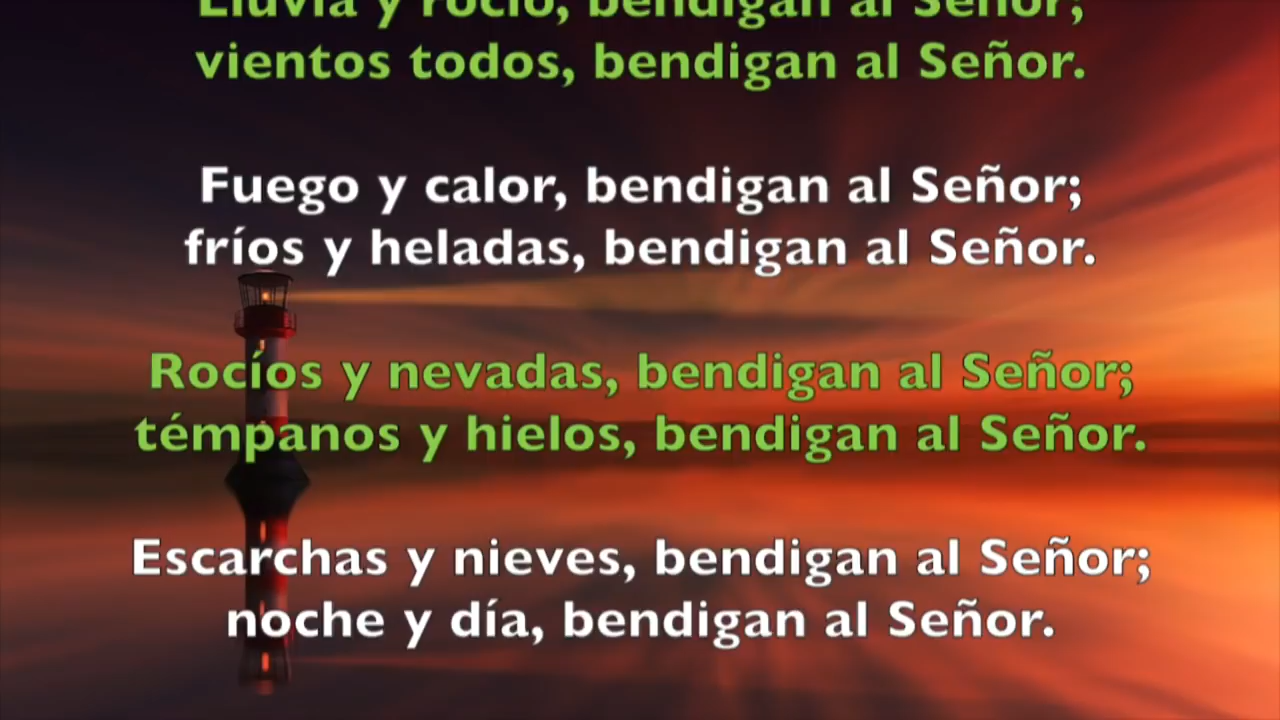 Lluvia y rocío, bendigan al Señor;
vientos todos, bendigan al Señor.
Fuego y calor, bendigan al Señor;
fríos y heladas, bendigan al Señor.
Rocíos y nevadas, bendigan al Señor;
témpanos y hielos, bendigan al Señor.
Escarchas y nieves, bendigan al Señor;
noche y día, bendigan al Señor.